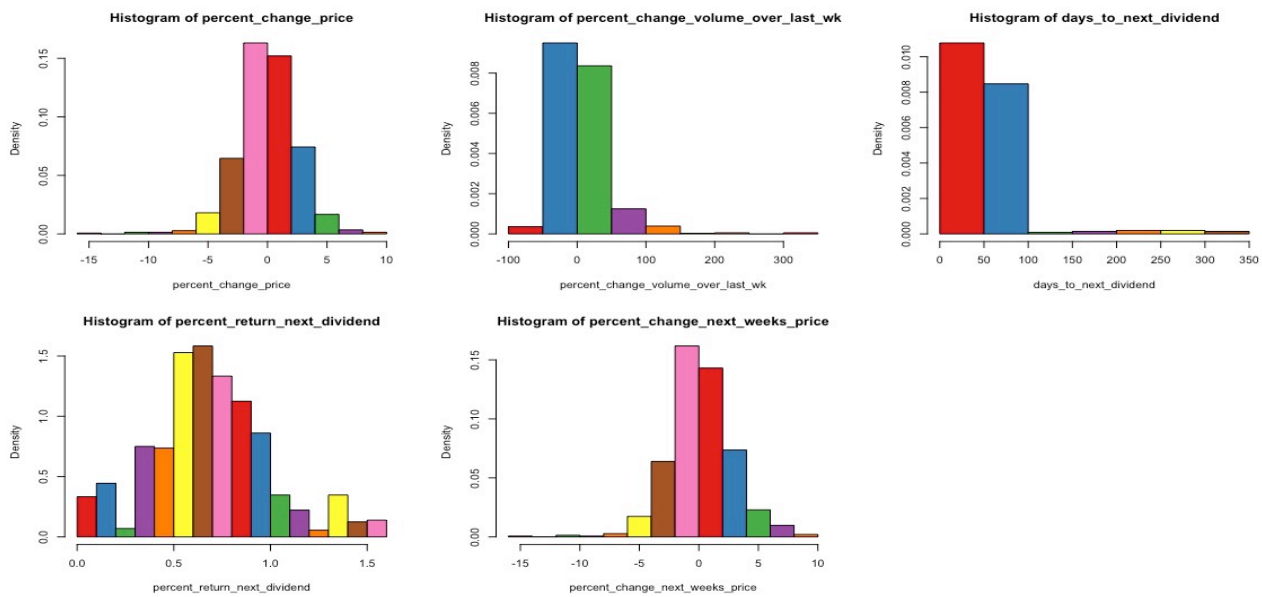 Histogram of percent_change_price
Density
0.00 0.05 0.10 0.15
-15 -10 -5 0 5 10
percent_change_price
Histogram of percent_change_volume_over_last_wk
Density
0.000 0.002 0.004 0.006 0.008
-100 0 100 200 300
percent_change_volume_over_last_wk
Histogram of days_to_next_dividend
Density
0.000 0.002 0.004 0.006 0.008 0.010
0 50 100 150 200 250 300 350
days_to_next_dividend
Histogram of percent_return_next_dividend
Density
0.0 0.5 1.0 1.5
0.0 0.5 1.0 1.5
percent_return_next_dividend
Histogram of percent_change_next_weeks_price
Density
0.00 0.05 0.10 0.15
-15 -10 -5 0 5 10
percent_change_next_weeks_price